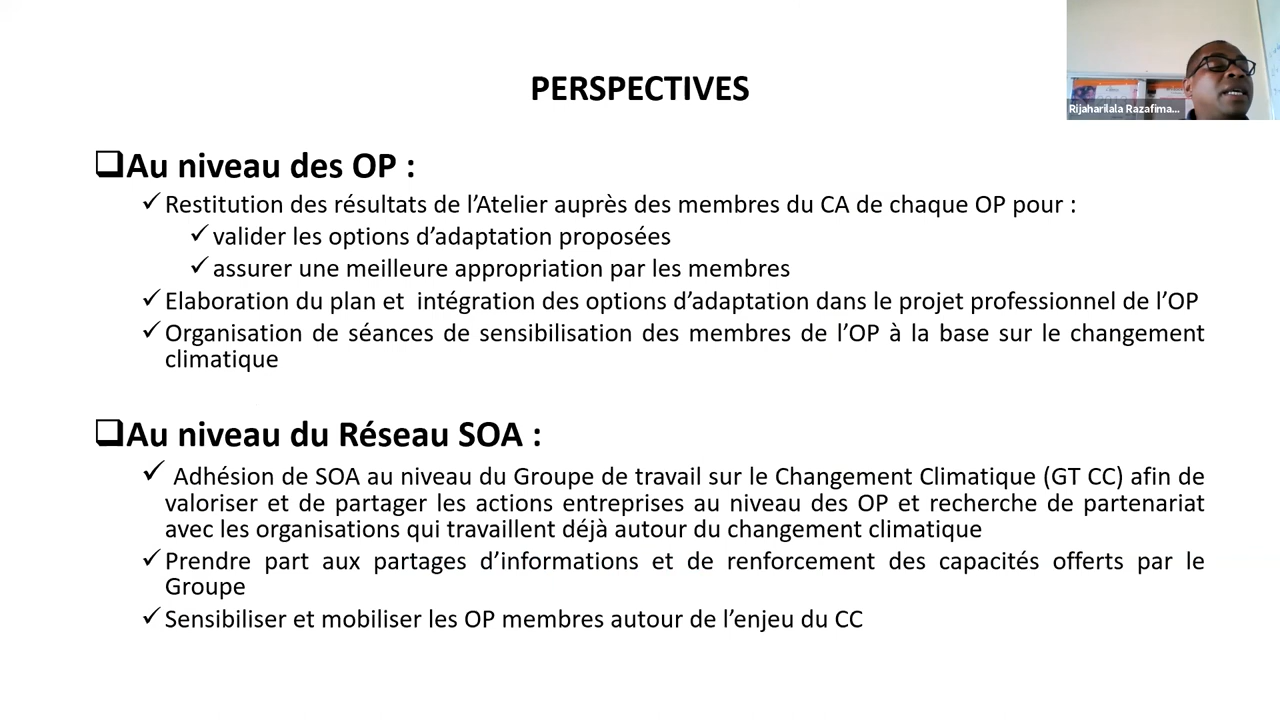 PERSPECTIVES
Rijaharilala Razafima...
❑Au niveau des OP :
✓Restitution des résultats de l’Atelier auprès des membres du CA de chaque OP pour :
✓valider les options d’adaptation proposées
✓assurer une meilleure appropriation par les membres
✓Elaboration du plan et  intégration des options d’adaptation dans le projet professionnel de l’OP
✓Organisation de séances de sensibilisation des membres de l’OP à la base sur le changement
climatique
❑Au niveau du Réseau SOA :
✓ Adhésion de SOA au niveau du Groupe de travail sur le Changement Climatique (GT CC) afin de
valoriser et de partager les actions entreprises au niveau des OP et recherche de partenariat
avec les organisations qui travaillent déjà autour du changement climatique
✓Prendre part aux partages d’informations et de renforcement des capacités offerts par le
Groupe
✓Sensibiliser et mobiliser les OP membres autour de l’enjeu du CC